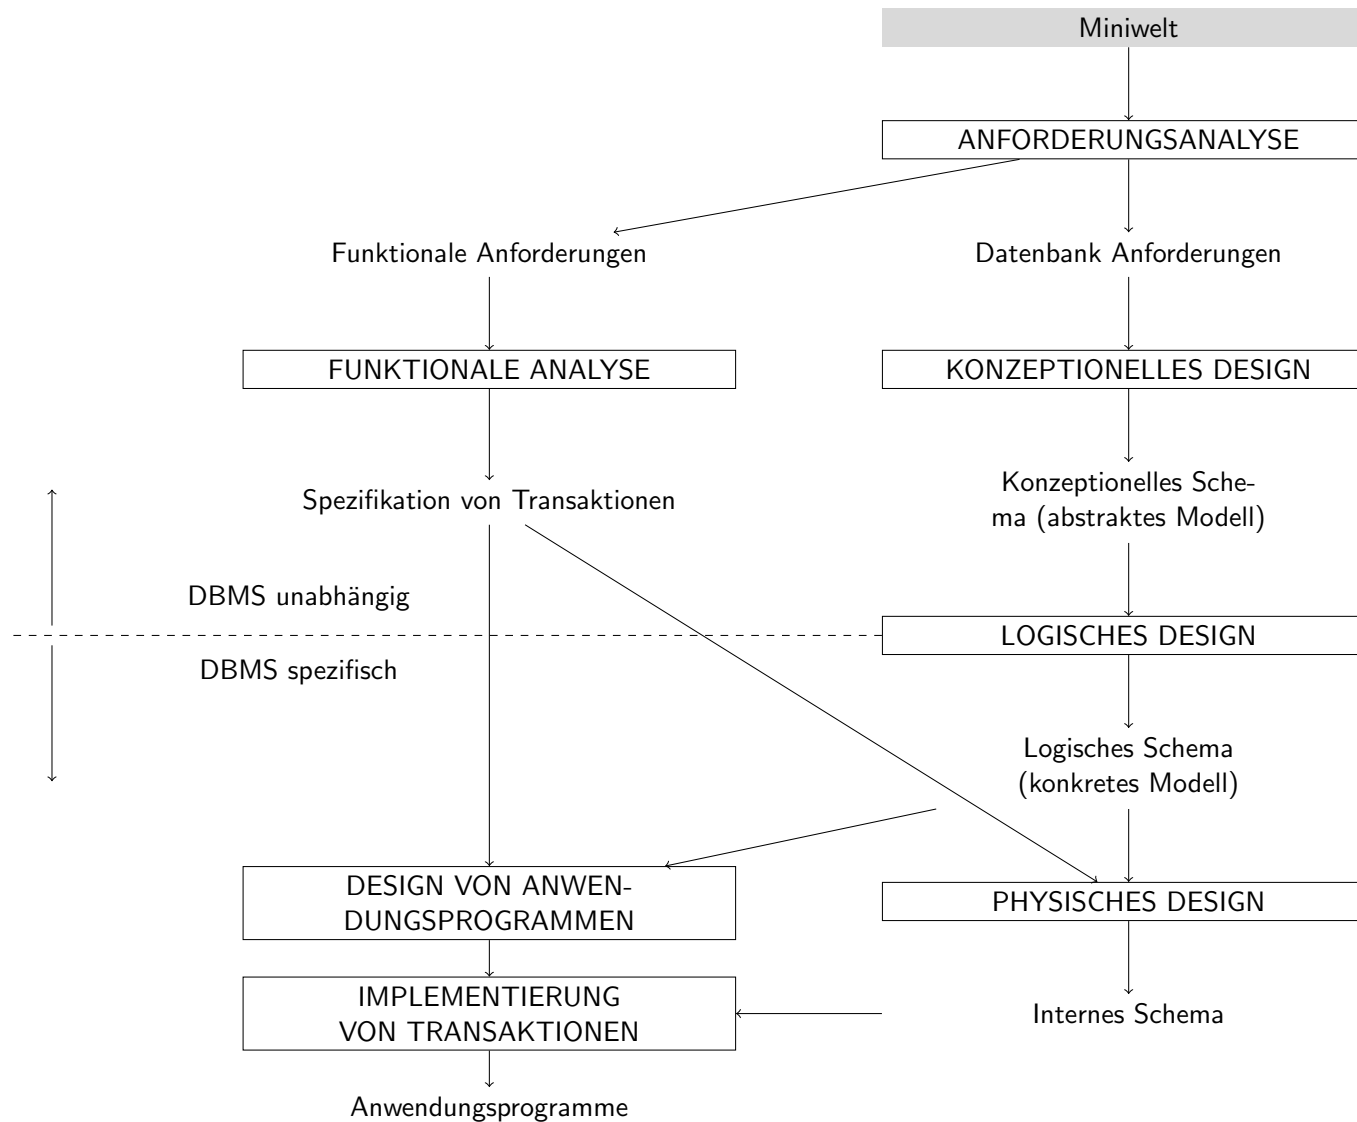 Miniwelt
ANFORDERUNGSANALYSE
Funktionale Anforderungen
Datenbank Anforderungen
FUNKTIONALE ANALYSE
KONZEPTIONELLES DESIGN
Spezifikation von Transaktionen
Konzeptionelles Sche-
ma (abstraktes Modell)
DBMS unabhängig
LOGISCHES DESIGN
DBMS spezifisch
Logisches Schema
(konkretes Modell)
DESIGN VON ANWEN-
DUNGSPROGRAMMEN
PHYSISCHES DESIGN
IMPLEMENTIERUNG
VON TRANSAKTIONEN
Internes Schema
Anwendungsprogramme